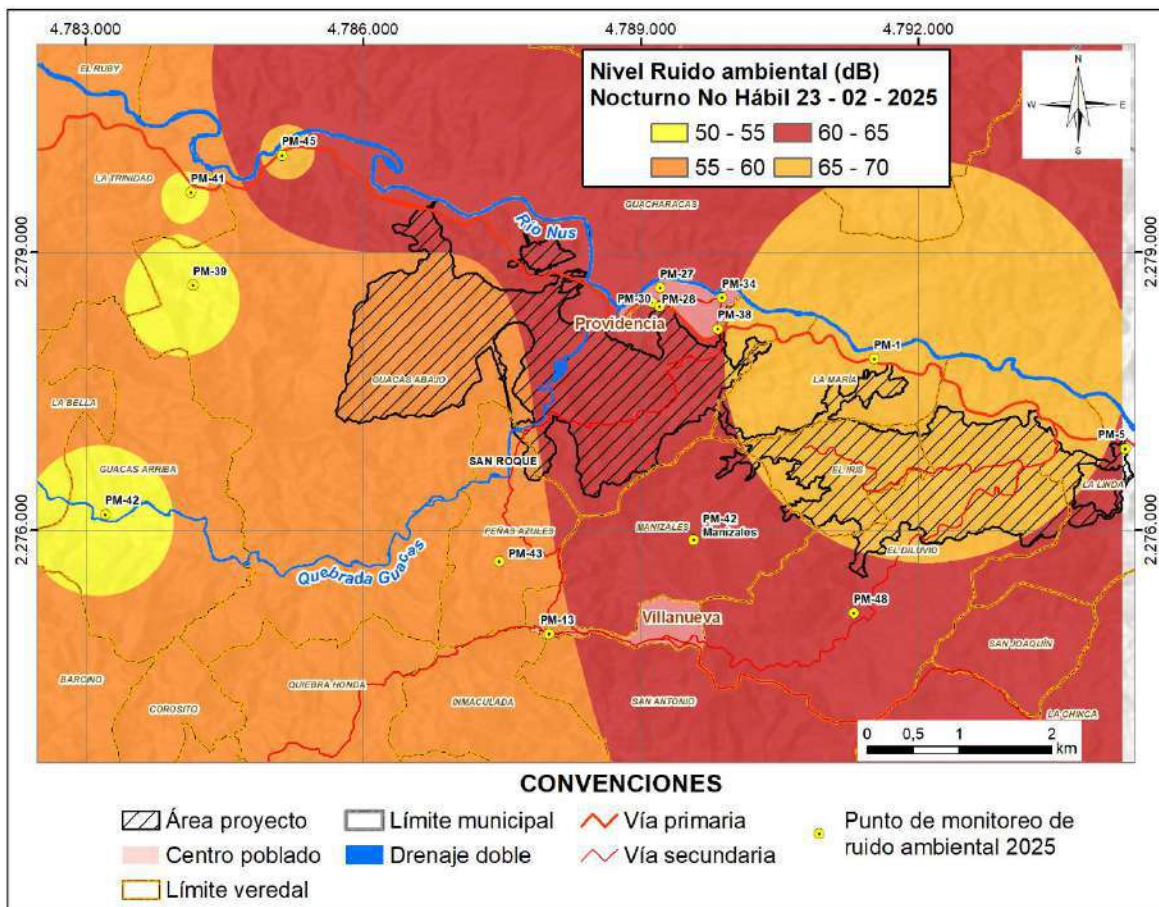 4.783.000
4.786.000
4.789.000
4.792.000
Nivel Ruido ambiental (dB)
Nocturno No Hábil 23 - 02 - 2025
50 - 55
60 - 65
55 - 60
65 - 70
N
W
E
S
EL RUBY
PM-45
LA TRINIDAD
PM-41
GUACHARACAS
Río Nus
2.279.000
2.279.000
PM-39
PM-27
PM-34
PM-30
PM-28
Providencia
PM-38
PM-1
GUACAS ABAJO
LA MARÍA
LA BELLA
PM-5
SAN ROQUE
GUACAS ARRIBA
EL IRIS
LA LINDA
PM-42
2.276.000
2.276.000
PEÑAS AZULES
MANIZALES
PM-42
Manizales
EL DILUVIO
PM-43
Quebrada Guacas
PM-48
Villanueva
PM-13
SAN JOAQUÍN
BARCINO
QUIEBRA HONDA
COROSITO
INMACULADA
SAN ANTONIO
0
0,5
1
2
km
CONVENCIONES
Área proyecto
Límite municipal
Vía primaria
Punto de monitoreo de
ruido ambiental 2025
Centro poblado
Drenaje doble
Vía secundaria
Límite veredal